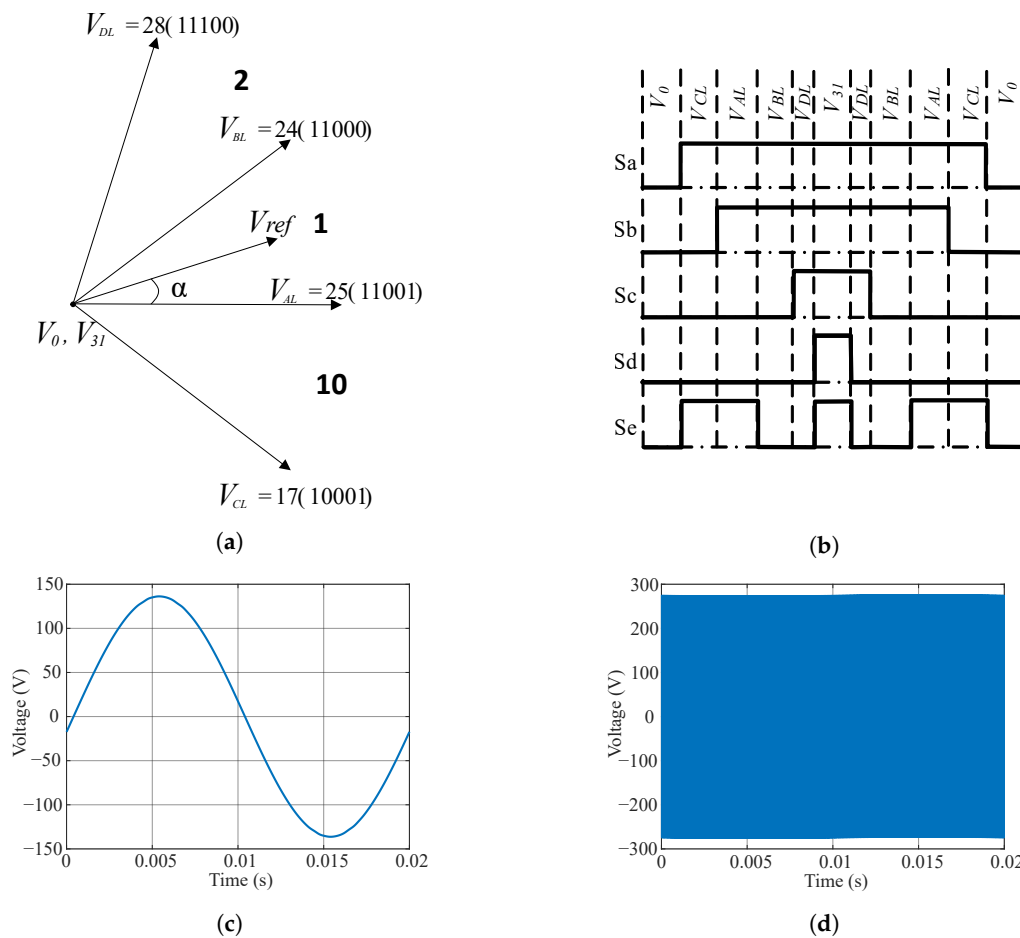 V_DL = 28(11100)
2
V_BL = 24(11000)
Vref 1
α
V_AL = 25(11001)
V_0, V_31
10
V_CL = 17(10001)
(a)
V_0 V_CL V_AL V_BL V_DL V_31 V_DL V_BL V_AL V_CL V_0
Sa
Sb
Sc
Sd
Se
(b)
150
100
50
0
−50
−100
−150
Voltage (V)
0 0.005 0.01 0.015 0.02
Time (s)
(c)
300
200
100
0
−100
−200
−300
Voltage (V)
0 0.005 0.01 0.015 0.02
Time (s)
(d)